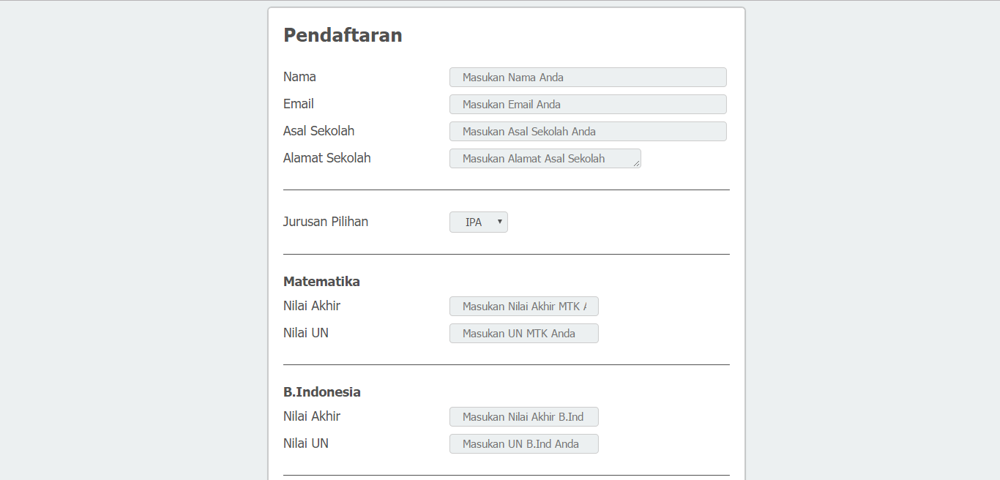 Pendaftaran
Nama Masukan Nama Anda
Email Masukan Email Anda
Asal Sekolah Masukan Asal Sekolah Anda
Alamat Sekolah Masukan Alamat Asal Sekolah
Jurusan Pilihan IPA
Matematika
Nilai Akhir Masukan Nilai Akhir MTK
Nilai UN Masukan UN MTK Anda
B.Indonesia
Nilai Akhir Masukan Nilai Akhir B.Ind
Nilai UN Masukan UN B.Ind Anda